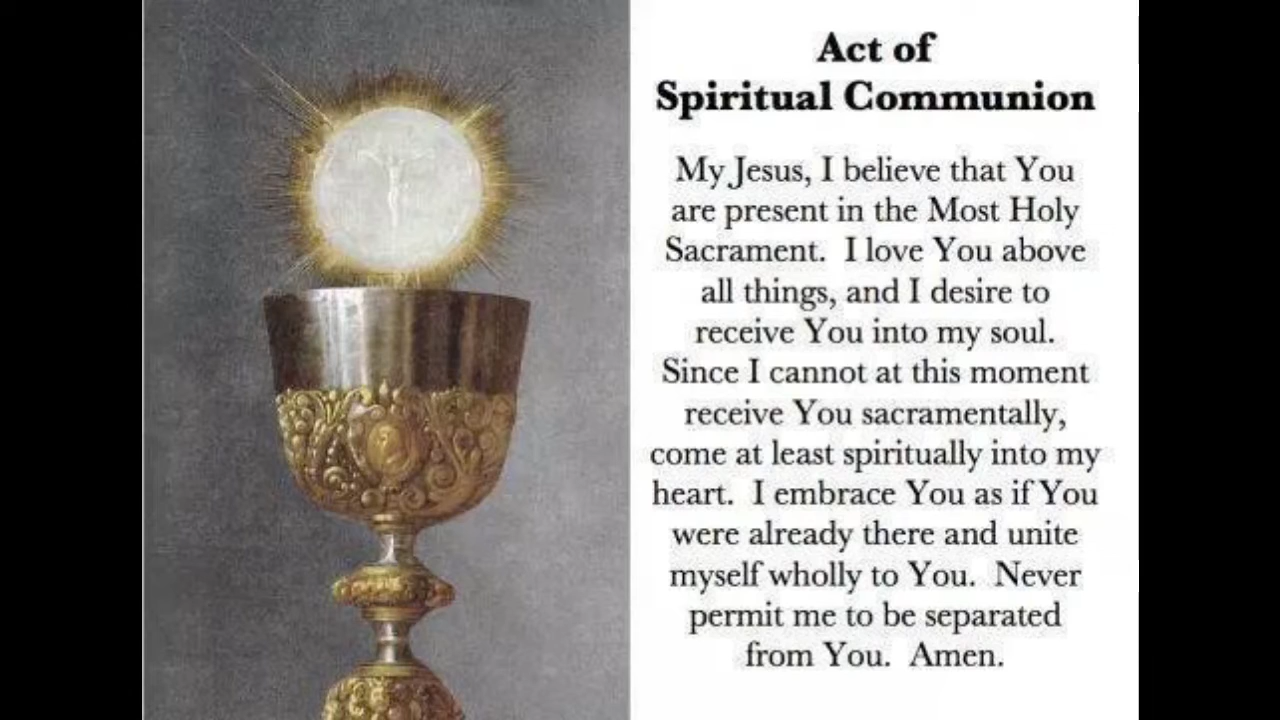 Act of
Spiritual Communion
My Jesus, I believe that You
are present in the Most Holy
Sacrament.  I love You above
all things, and I desire to
receive You into my soul.
Since I cannot at this moment
receive You sacramentally,
come at least spiritually into my
heart.  I embrace You as if You
were already there and unite
myself wholly to You.  Never
permit me to be separated
from You.  Amen.